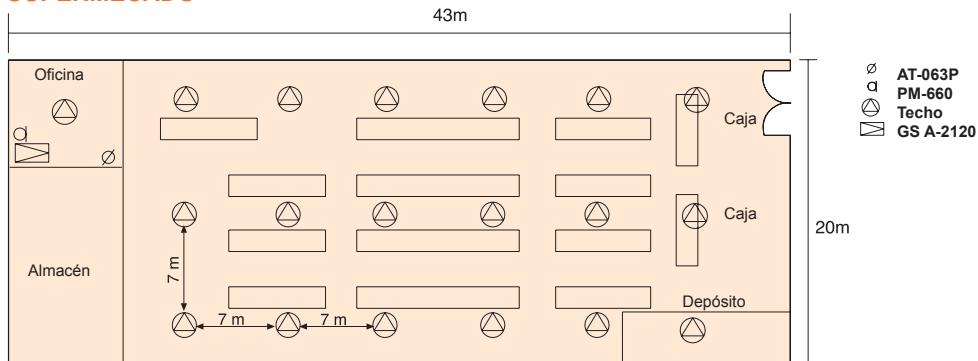 43m
Oficina
Caja
AT-063P
PM-660
Techo
GS A-2120
Caja
20m
Almacén
7 m
7 m
7 m
Depósito